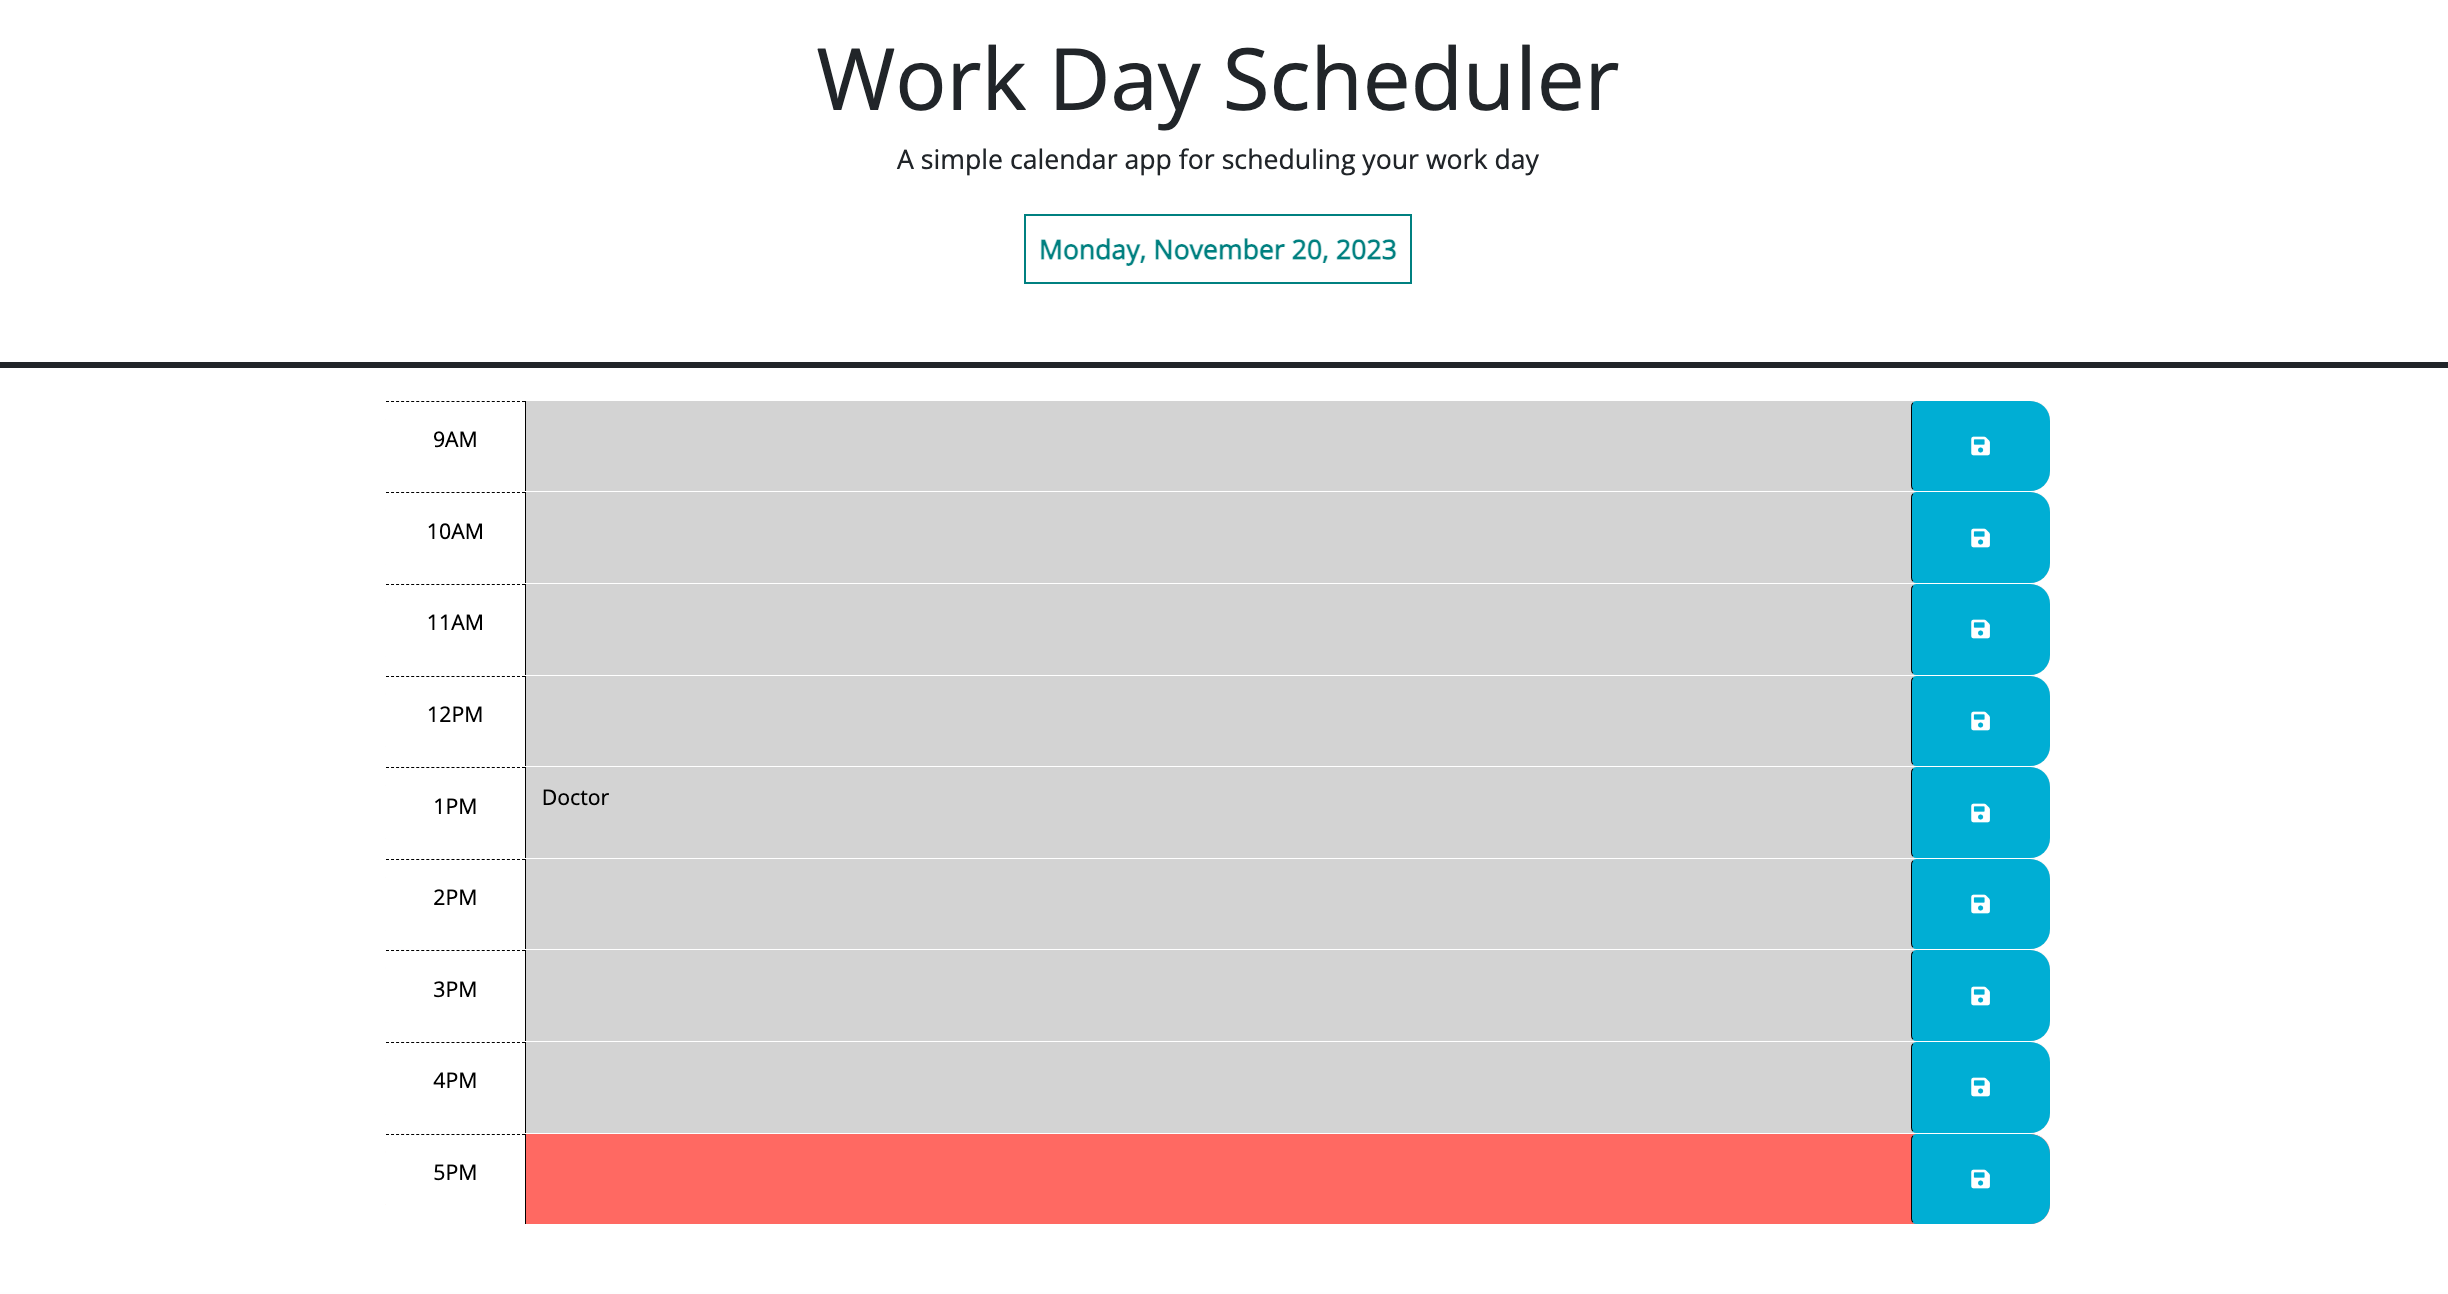 Work Day Scheduler
A simple calendar app for scheduling your work day
Monday, November 20, 2023
9AM
10AM
11AM
12PM
1PM
Doctor
2PM
3PM
4PM
5PM